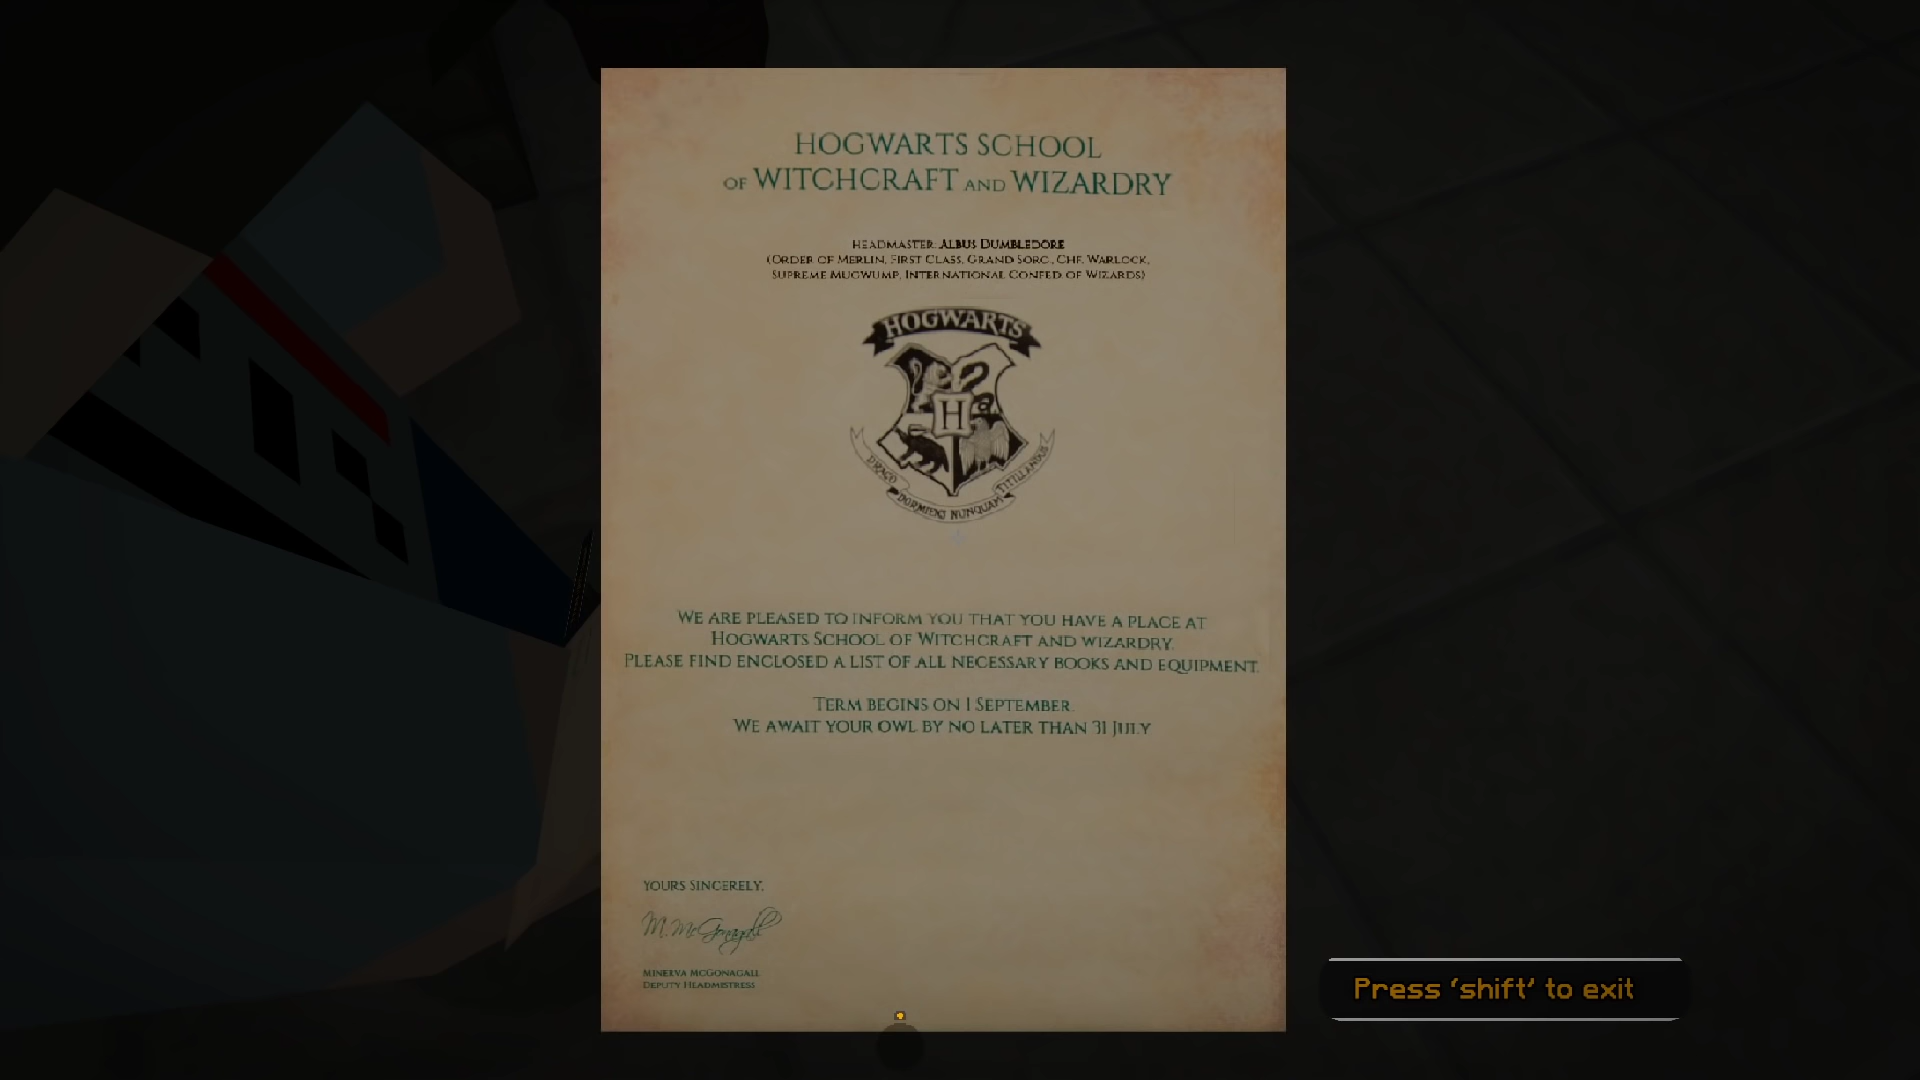 HOGWARTS SCHOOL
OF WITCHCRAFT AND WIZARDRY
HEADMASTER: ALBUS DUMBLEDORE
(ORDER OF MERLIN, FIRST CLASS, GRAND SORC., CHF. WARLOCK,
SUPREME MUGWUMP, INTERNATIONAL CONFED. OF WIZARDS)
HOGWARTS
H
DRACO DORMIENS NUNQUAM TITILLANDUS
WE ARE PLEASED TO INFORM YOU THAT YOU HAVE A PLACE AT
HOGWARTS SCHOOL OF WITCHCRAFT AND WIZARDRY.
PLEASE FIND ENCLOSED A LIST OF ALL NECESSARY BOOKS AND EQUIPMENT.
TERM BEGINS ON 1 SEPTEMBER.
WE AWAIT YOUR OWL BY NO LATER THAN 31 JULY
YOURS SINCERELY,
M. McGonagall
MINERVA MCGONAGALL
DEPUTY HEADMISTRESS
Press 'shift' to exit